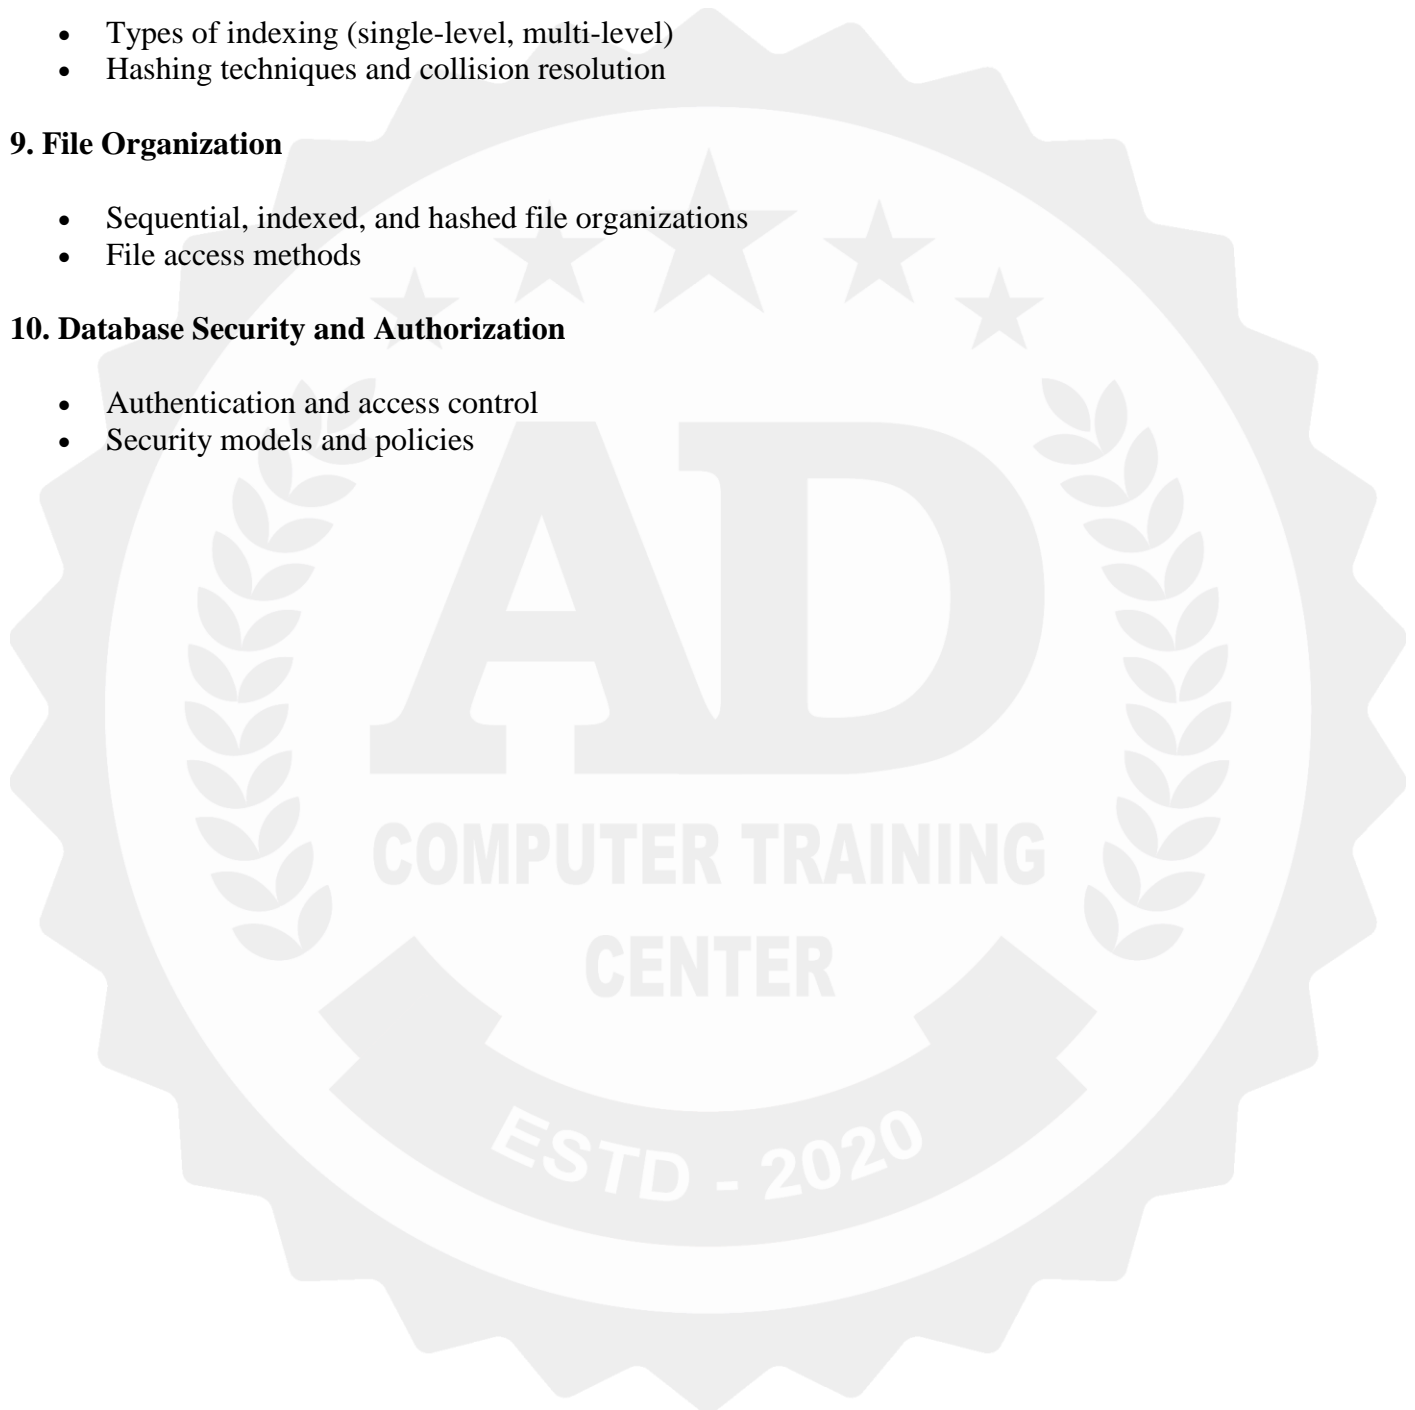 • Types of indexing (single-level, multi-level)
• Hashing techniques and collision resolution
9. File Organization
• Sequential, indexed, and hashed file organizations
• File access methods
10. Database Security and Authorization
• Authentication and access control
• Security models and policies
AD
COMPUTER TRAINING
CENTER
ESTD - 2020